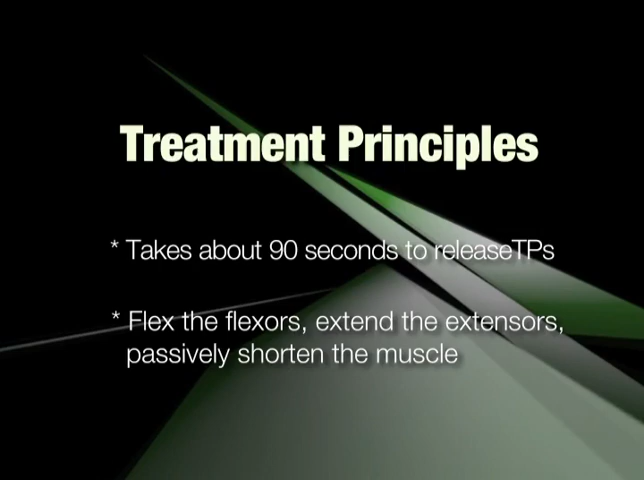 Treatment Principles
* Takes about 90 seconds to releaseTPs
* Flex the flexors, extend the extensors,
passively shorten the muscle